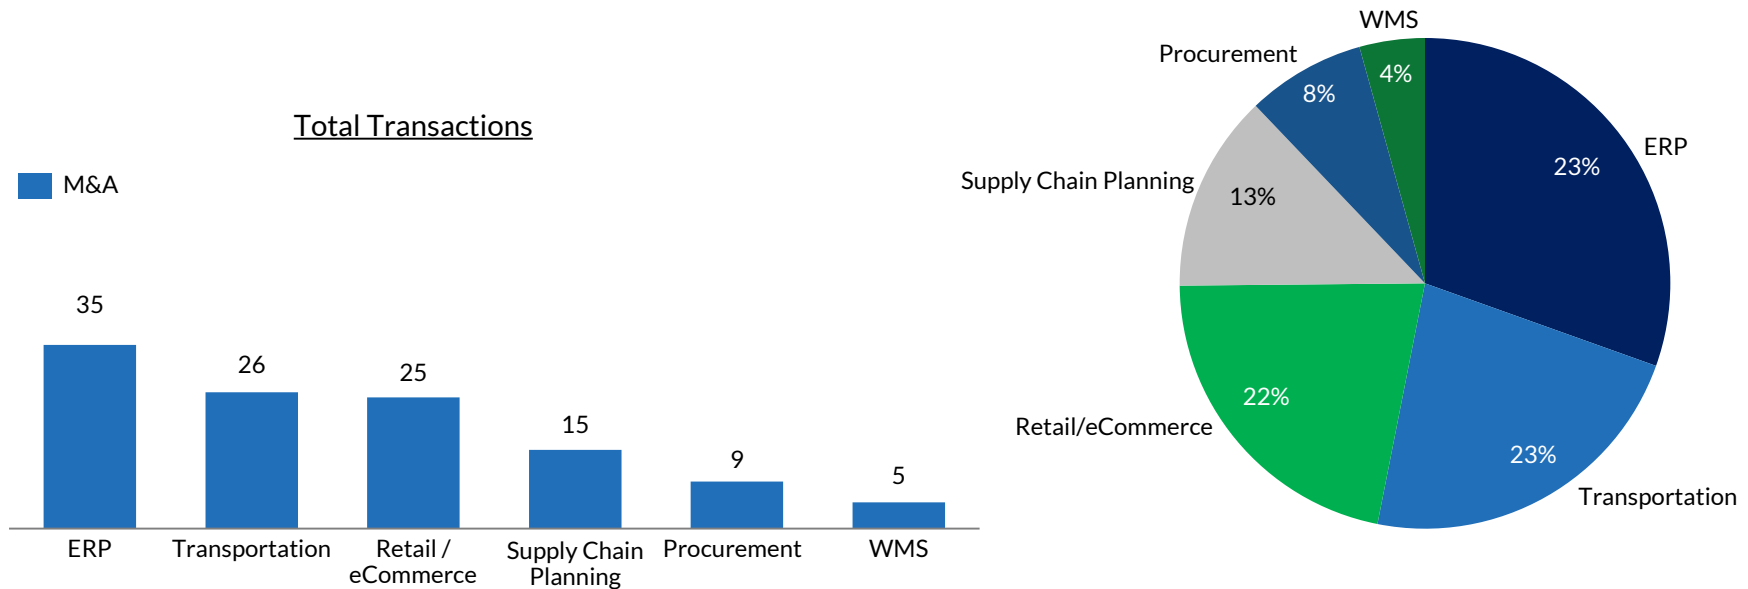 Total Transactions
M&A
35
26
25
15
9
5
ERP
Transportation
Retail /
eCommerce
Supply Chain
Planning
Procurement
WMS
WMS
Procurement
4%
8%
ERP
23%
Supply Chain Planning
13%
22%
Retail/eCommerce
23%
Transportation